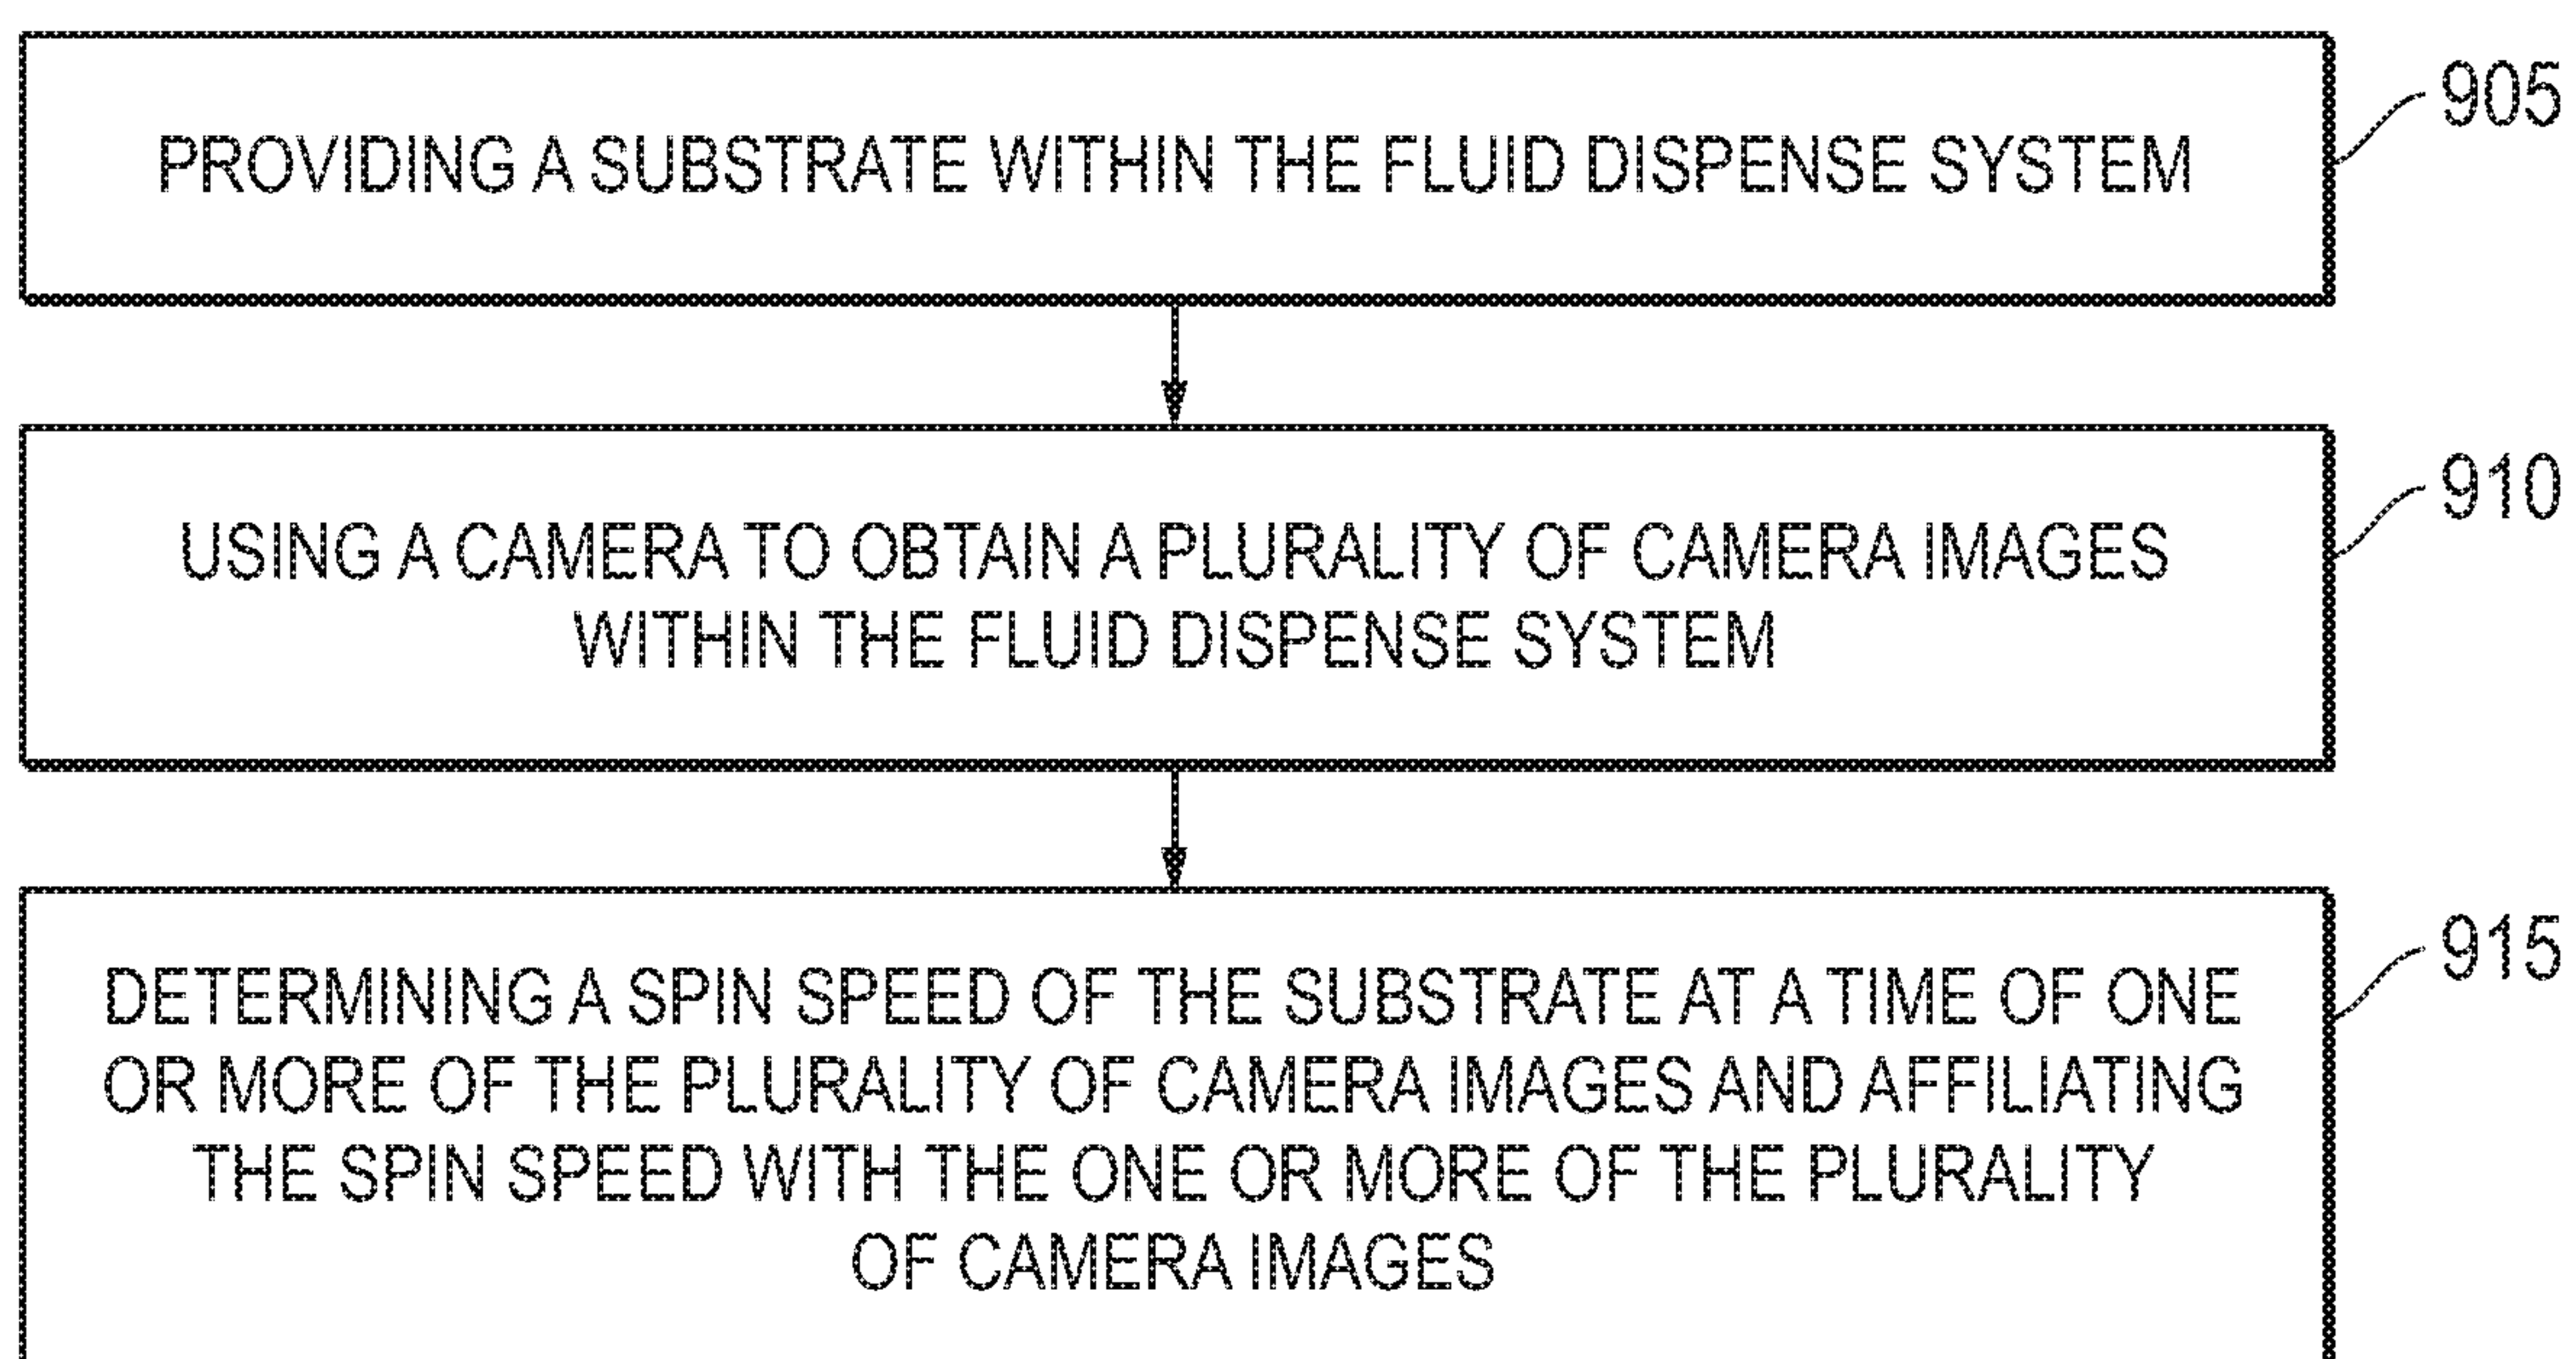 PROVIDING A SUBSTRATE WITHIN THE FLUID DISPENSE SYSTEM
905
USING A CAMERA TO OBTAIN A PLURALITY OF CAMERA IMAGES
WITHIN THE FLUID DISPENSE SYSTEM
910
DETERMINING A SPIN SPEED OF THE SUBSTRATE AT A TIME OF ONE
OR MORE OF THE PLURALITY OF CAMERA IMAGES AND AFFILIATING
THE SPIN SPEED WITH THE ONE OR MORE OF THE PLURALITY
OF CAMERA IMAGES
915